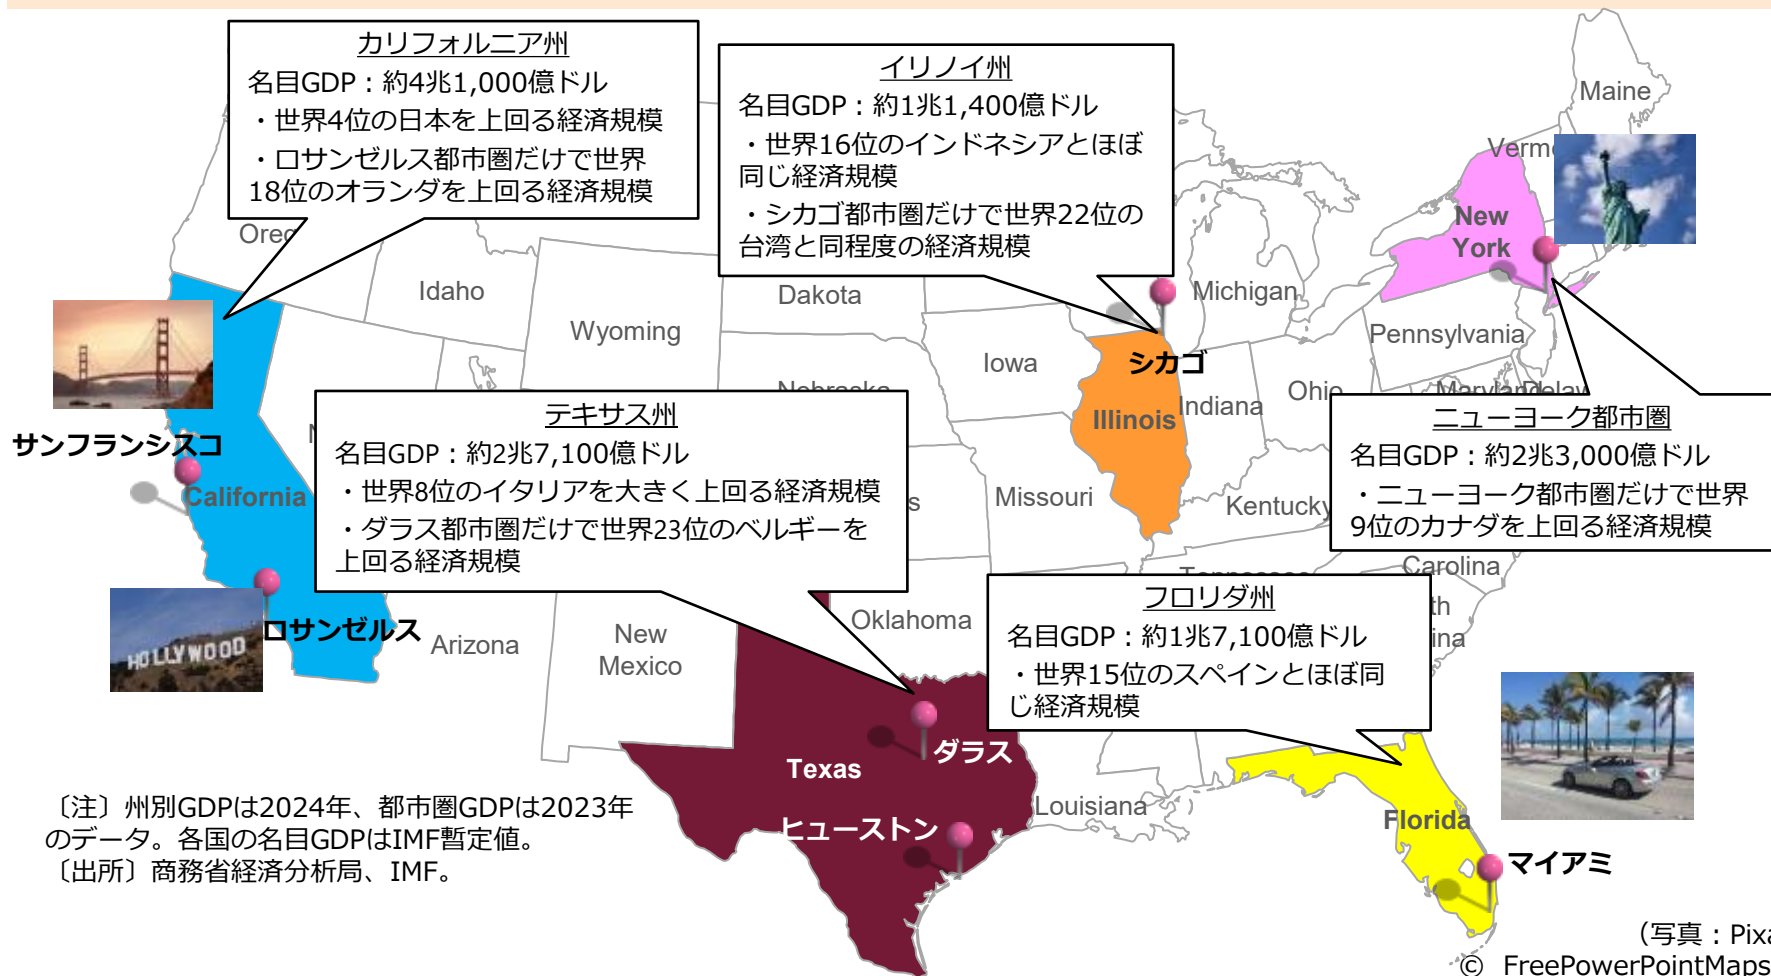 カリフォルニア州
名目GDP：約4兆1,000億ドル
・世界4位の日本を上回る経済規模
・ロサンゼルス都市圏だけで世界
18位のオランダを上回る経済規模
イリノイ州
名目GDP：約1兆1,400億ドル
・世界16位のインドネシアとほぼ
同じ経済規模
・シカゴ都市圏だけで世界22位の
台湾と同程度の経済規模
Maine
New
York
Idaho
Wyoming
Dakota
Iowa
Michigan
Pennsylvania
シカゴ
Illinois
Indiana
Ohio
Maryland
サンフランシスコ
California
テキサス州
名目GDP：約2兆7,100億ドル
・世界8位のイタリアを大きく上回る経済規模
・ダラス都市圏だけで世界23位のベルギーを
上回る経済規模
Missouri
Kentucky
ニューヨーク都市圏
名目GDP：約2兆3,000億ドル
・ニューヨーク都市圏だけで世界
9位のカナダを上回る経済規模
Carolina
HOLLYWOOD
ロサンゼルス
Arizona
New
Mexico
Oklahoma
フロリダ州
名目GDP：約1兆7,100億ドル
・世界15位のスペインとほぼ同
じ経済規模
Texas
ダラス
ヒューストン
Louisiana
Florida
マイアミ
〔注〕州別GDPは2024年、都市圏GDPは2023年
のデータ。各国の名目GDPはIMF暫定値。
〔出所〕商務省経済分析局、IMF。
（写真：Pixa
© FreePowerPointMaps